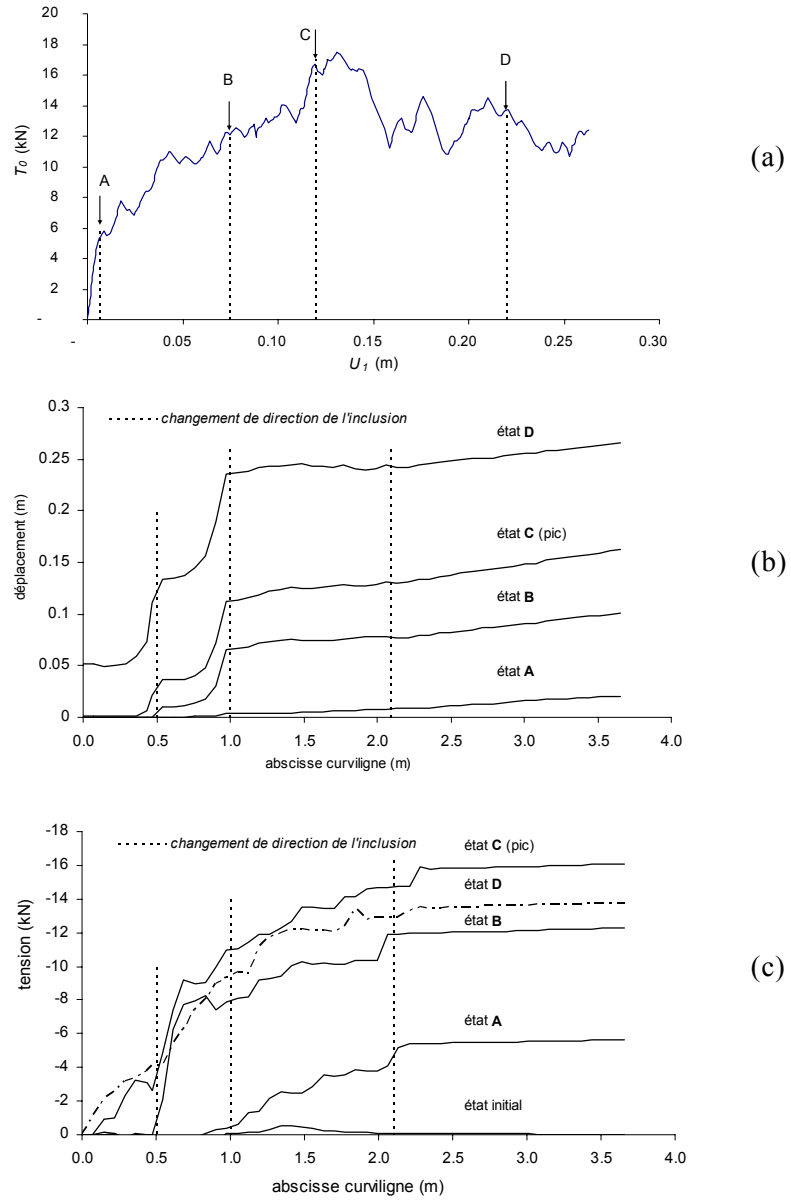 20
18
16
14
12
10
8
6
4
2
-
T0 (kN)
A
B
C
D
-
0.05
0.10
0.15
0.20
0.25
0.30
U1 (m)
(a)
0.3
0.25
0.2
0.15
0.1
0.05
0
déplacement (m)
changement de direction de l'inclusion
état D
état C (pic)
état B
état A
0.0
0.5
1.0
1.5
2.0
2.5
3.0
3.5
4.0
abscisse curviligne (m)
(b)
-18
-16
-14
-12
-10
-8
-6
-4
-2
0
tension (kN)
changement de direction de l'inclusion
état C (pic)
état D
état B
état A
état initial
0.0
0.5
1.0
1.5
2.0
2.5
3.0
3.5
4.0
abscisse curviligne (m)
(c)